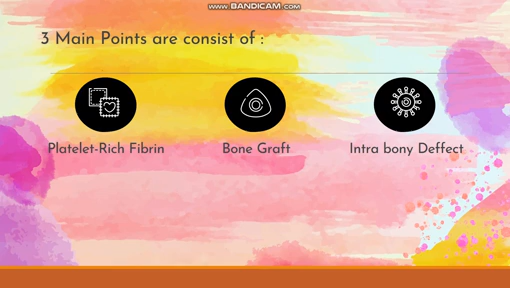 www.BANDICAM.com
3 Main Points are consist of :
Platelet-Rich Fibrin
Bone Graft
Intra bony Deffect